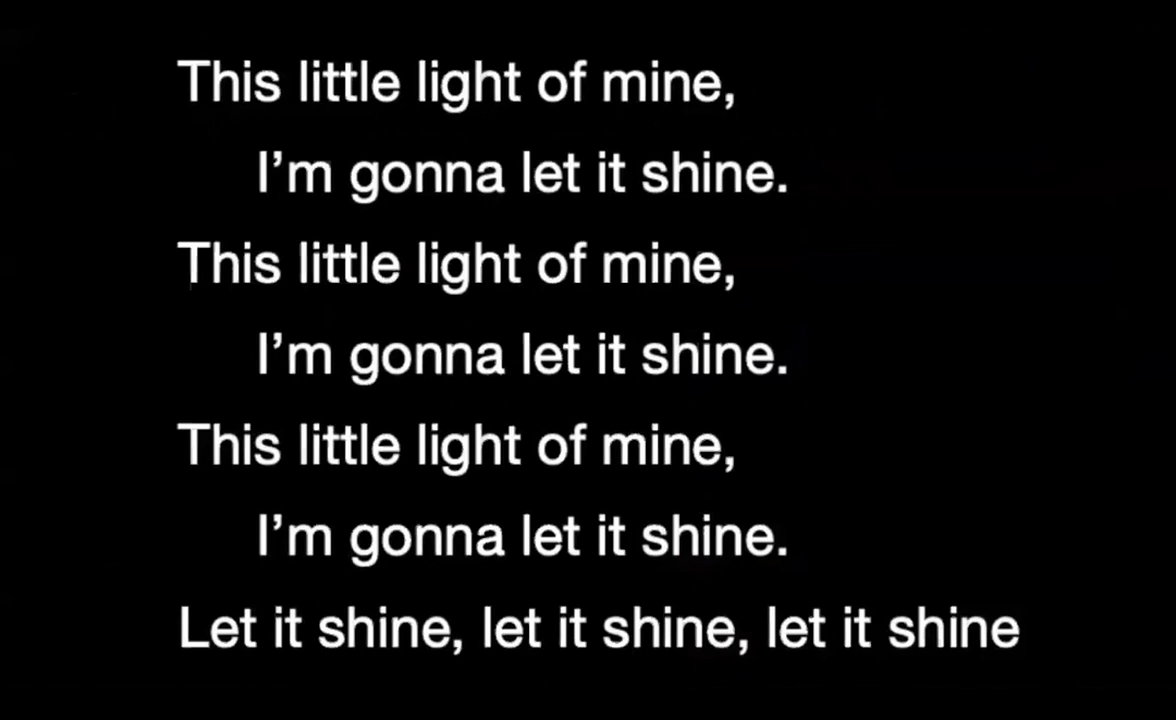 This little light of mine,
I’m gonna let it shine.
This little light of mine,
I’m gonna let it shine.
This little light of mine,
I’m gonna let it shine.
Let it shine, let it shine, let it shine